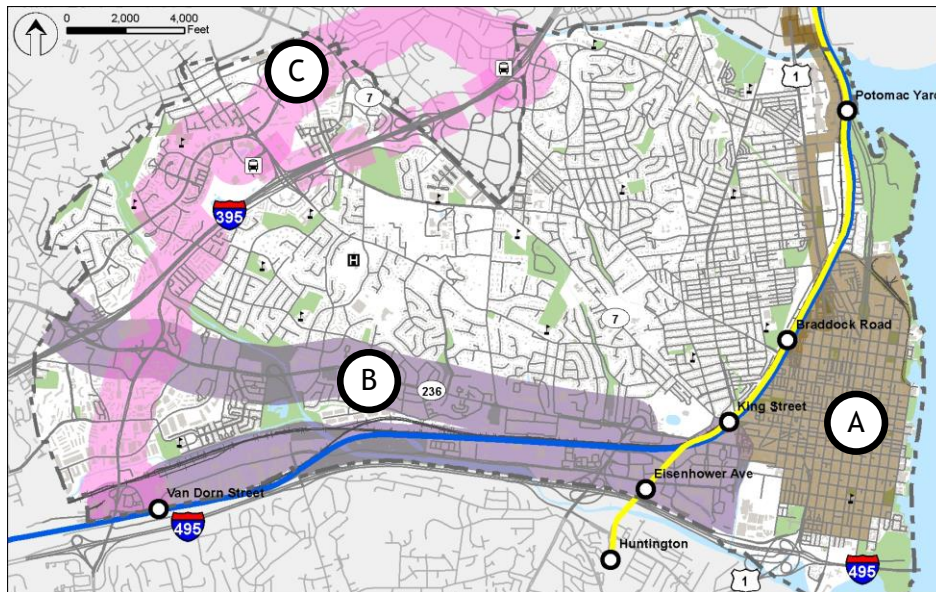 0 2,000 4,000
Feet
C
1
7
Potomac Yard
395
H
7
Braddock Road
B
236
King Street
A
Eisenhower Ave
Van Dorn Street
495
Huntington
495
1